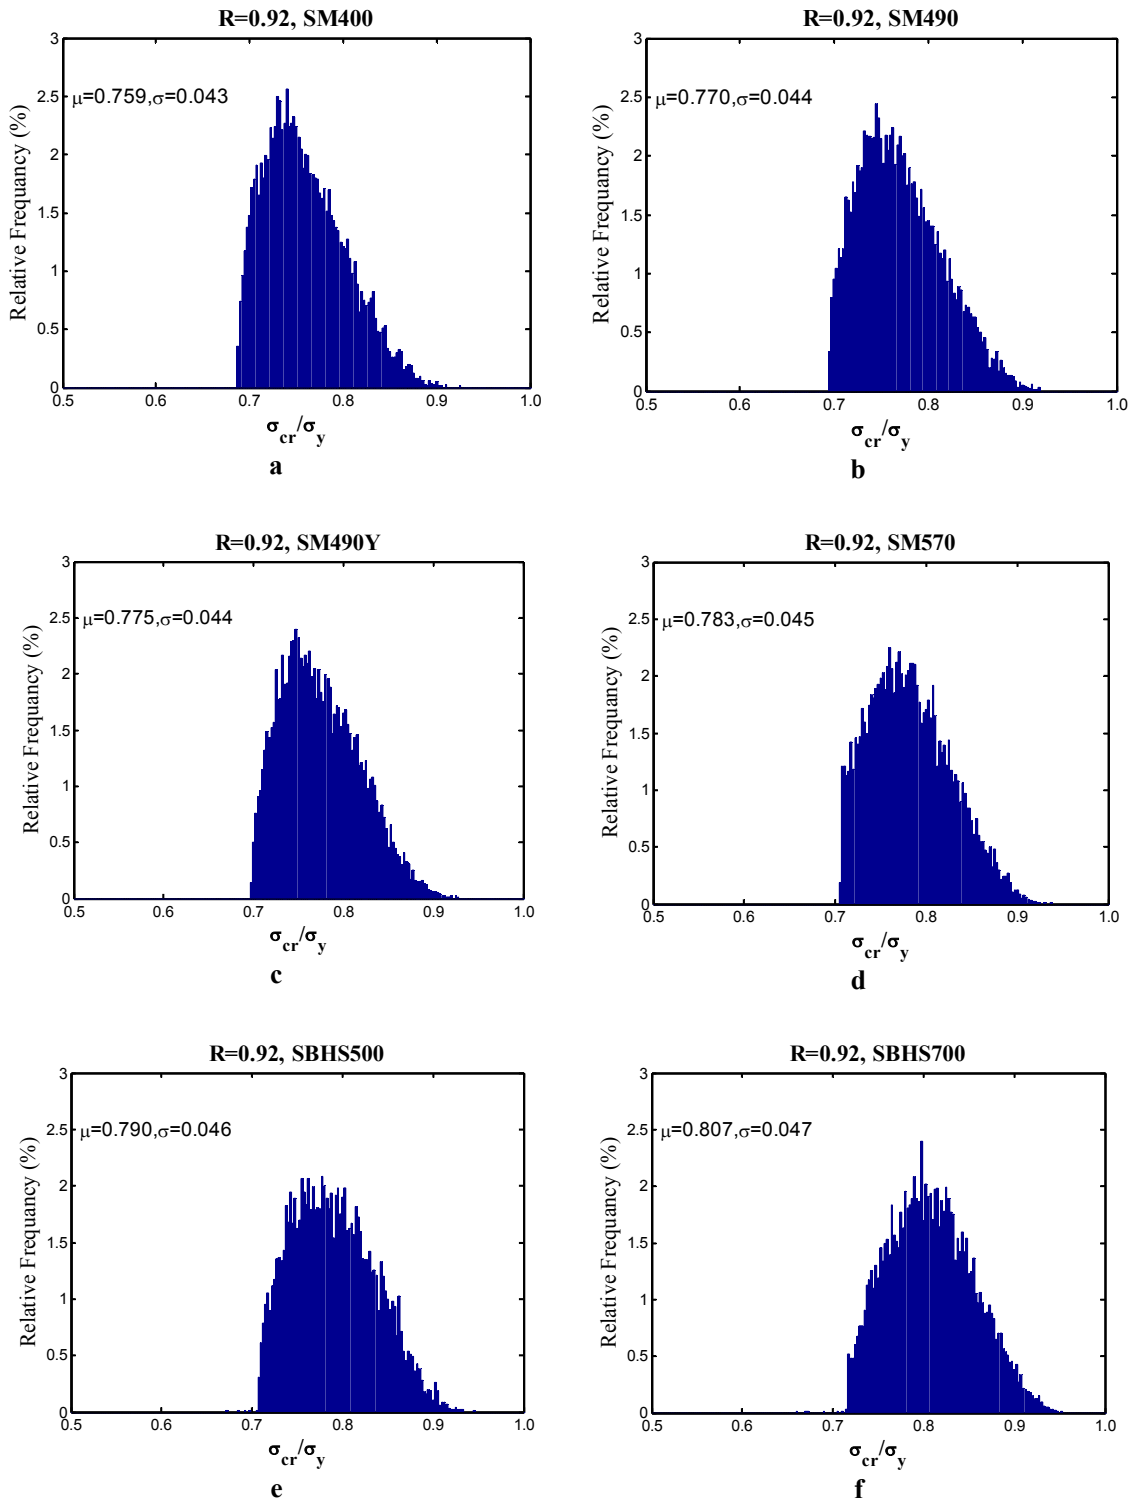 R=0.92, SM400
3
2.5
2
1.5
1
0.5
0
μ=0.759,σ=0.043
Relative Frequancy (%)
0.5 0.6 0.7 0.8 0.9 1.0
σcr/σy
a
R=0.92, SM490
3
2.5
2
1.5
1
0.5
0
μ=0.770,σ=0.044
Relative Frequancy (%)
0.5 0.6 0.7 0.8 0.9 1.0
σcr/σy
b
R=0.92, SM490Y
3
2.5
2
1.5
1
0.5
0
μ=0.775,σ=0.044
Relative Frequancy (%)
0.5 0.6 0.7 0.8 0.9 1.0
σcr/σy
c
R=0.92, SM570
3
2.5
2
1.5
1
0.5
0
μ=0.783,σ=0.045
Relative Frequancy (%)
0.5 0.6 0.7 0.8 0.9 1.0
σcr/σy
d
R=0.92, SBHS500
3
2.5
2
1.5
1
0.5
0
μ=0.790,σ=0.046
Relative Frequancy (%)
0.5 0.6 0.7 0.8 0.9 1.0
σcr/σy
e
R=0.92, SBHS700
3
2.5
2
1.5
1
0.5
0
μ=0.807,σ=0.047
Relative Frequancy (%)
0.5 0.6 0.7 0.8 0.9 1.0
σcr/σy
f